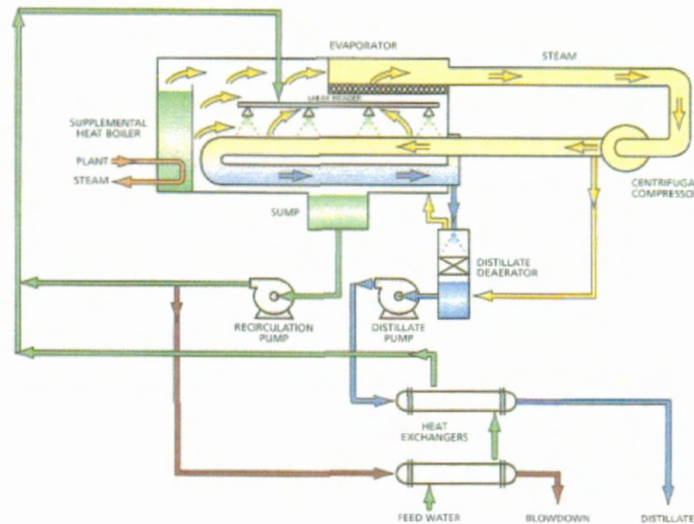 EVAPORATOR
STEAM
SUPPLEMENTAL
HEAT BOILER
PLANT
STEAM
CENTRIFUGA
COMPRESSOR
SUMP
DISTILLATE
DEAERATOR
RECIRCULATION
PUMP
DISTILLATE
PUMP
HEAT
EXCHANGERS
FEED WATER
BLOWDOWN
DISTILLATE